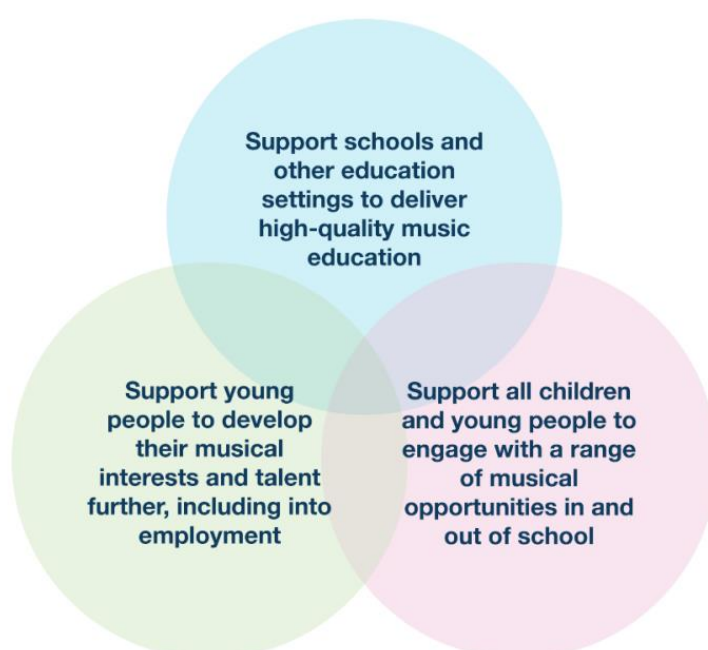 Support schools and
other education
settings to deliver
high-quality music
education
Support young
people to develop
their musical
interests and talent
further, including into
employment
Support all children
and young people to
engage with a range
of musical
opportunities in and
out of school